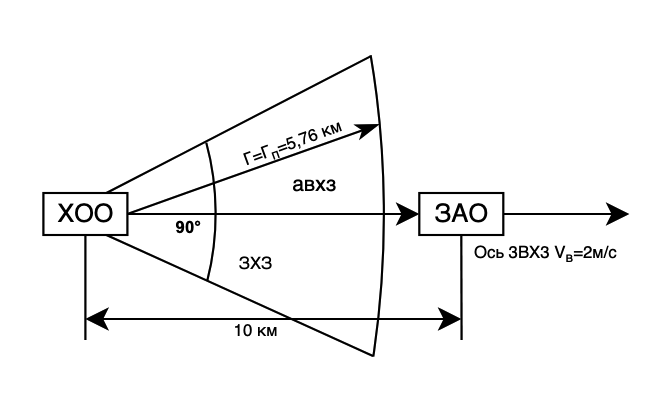 Г=Гп=5,76 км
авхз
ХОО
ЗАО
90°
Ось ЗВХЗ Vв=2м/с
ЗХЗ
10 км